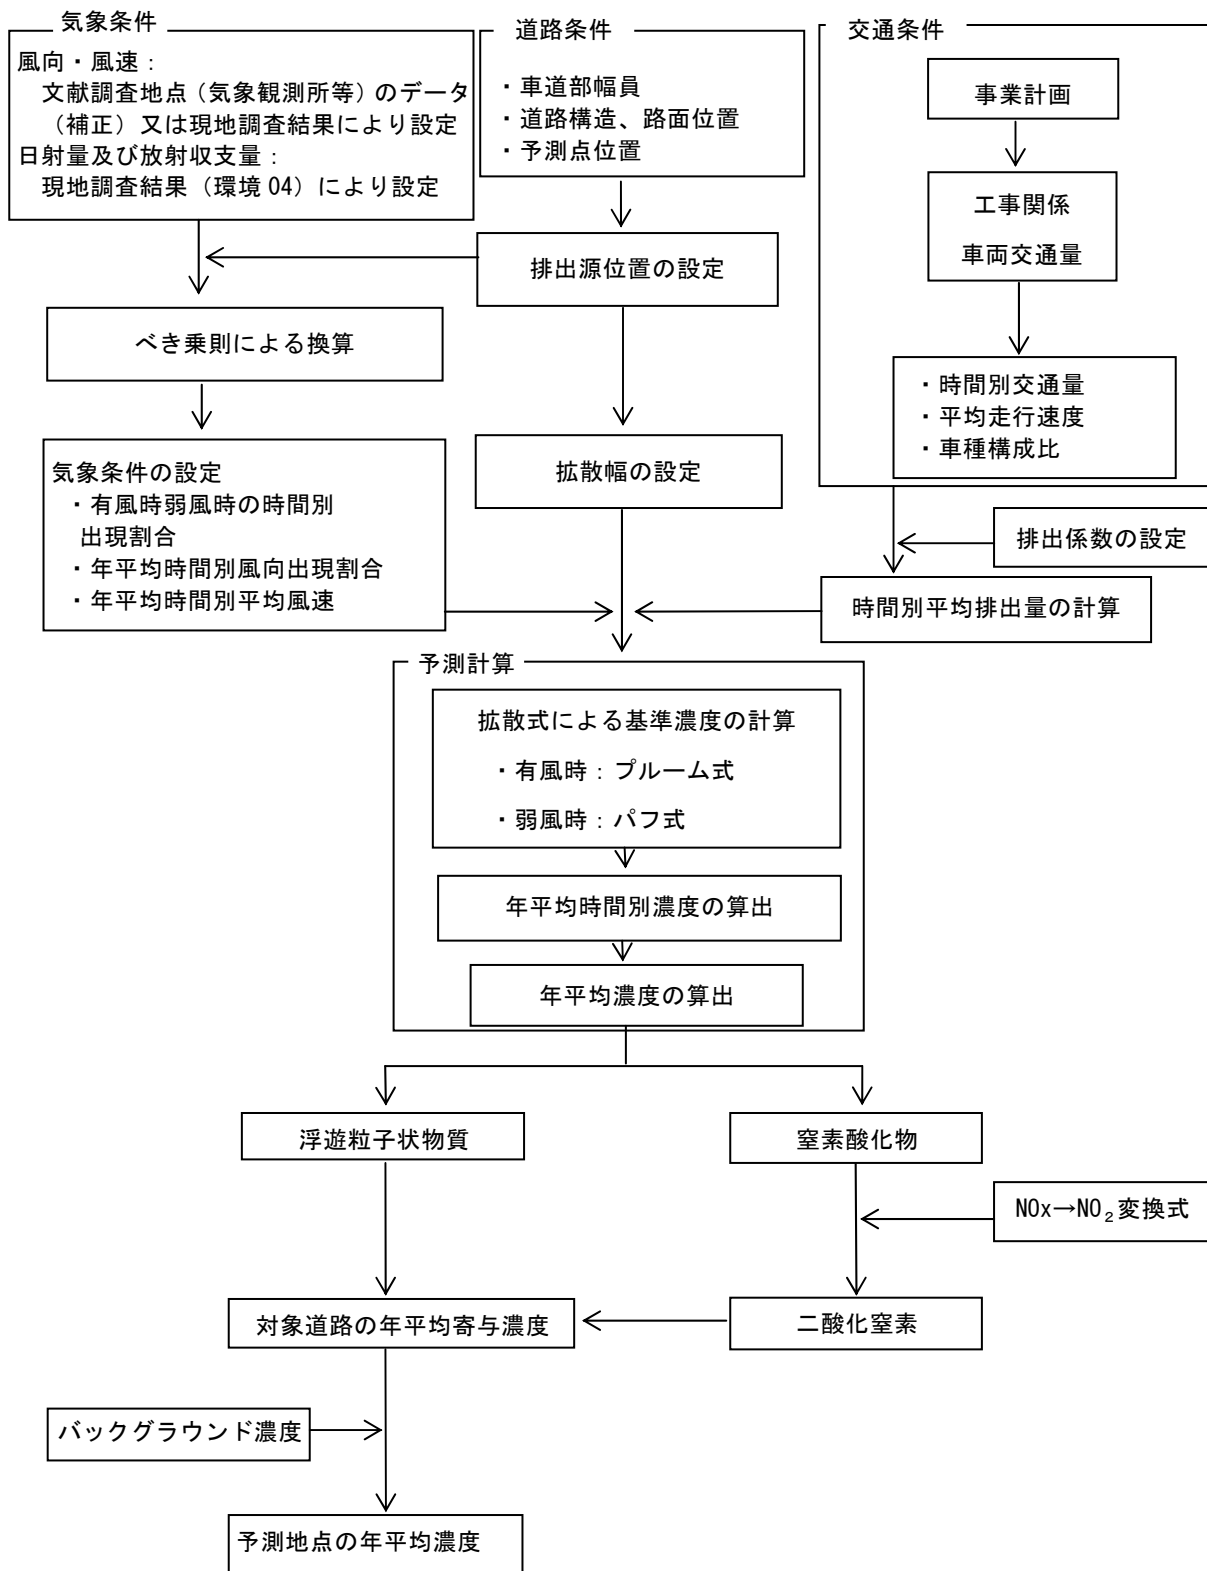 気象条件
風向・風速：
文献調査地点（気象観測所等）のデータ
（補正）又は現地調査結果により設定
日射量及び放射収支量：
現地調査結果（環境04）により設定
道路条件
・車道部幅員
・道路構造、路面位置
・予測点位置
交通条件
事業計画
工事関係
車両交通量
・時間別交通量
・平均走行速度
・車種構成比
排出源位置の設定
べき乗則による換算
拡散幅の設定
気象条件の設定
・有風時弱風時の時間別
出現割合
・年平均時間別風向出現割合
・年平均時間別平均風速
排出係数の設定
時間別平均排出量の計算
予測計算
拡散式による基準濃度の計算
・有風時：プルーム式
・弱風時：パフ式
年平均時間別濃度の算出
年平均濃度の算出
浮遊粒子状物質
窒素酸化物
NOx→NO₂変換式
対象道路の年平均寄与濃度
二酸化窒素
バックグラウンド濃度
予測地点の年平均濃度